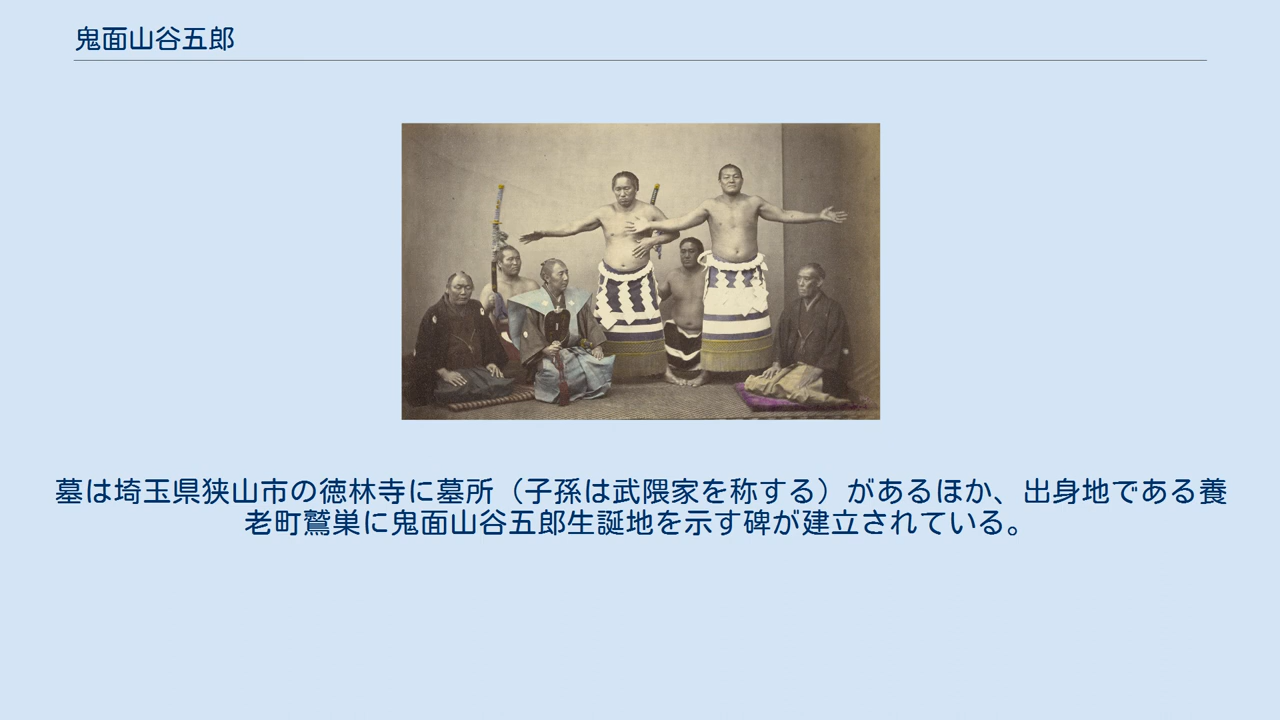 鬼面山谷五郎
墓は埼玉県狭山市の徳林寺に墓所（子孫は武隈家を称する）があるほか、出身地である養
老町鷲巣に鬼面山谷五郎生誕地を示す碑が建立されている。